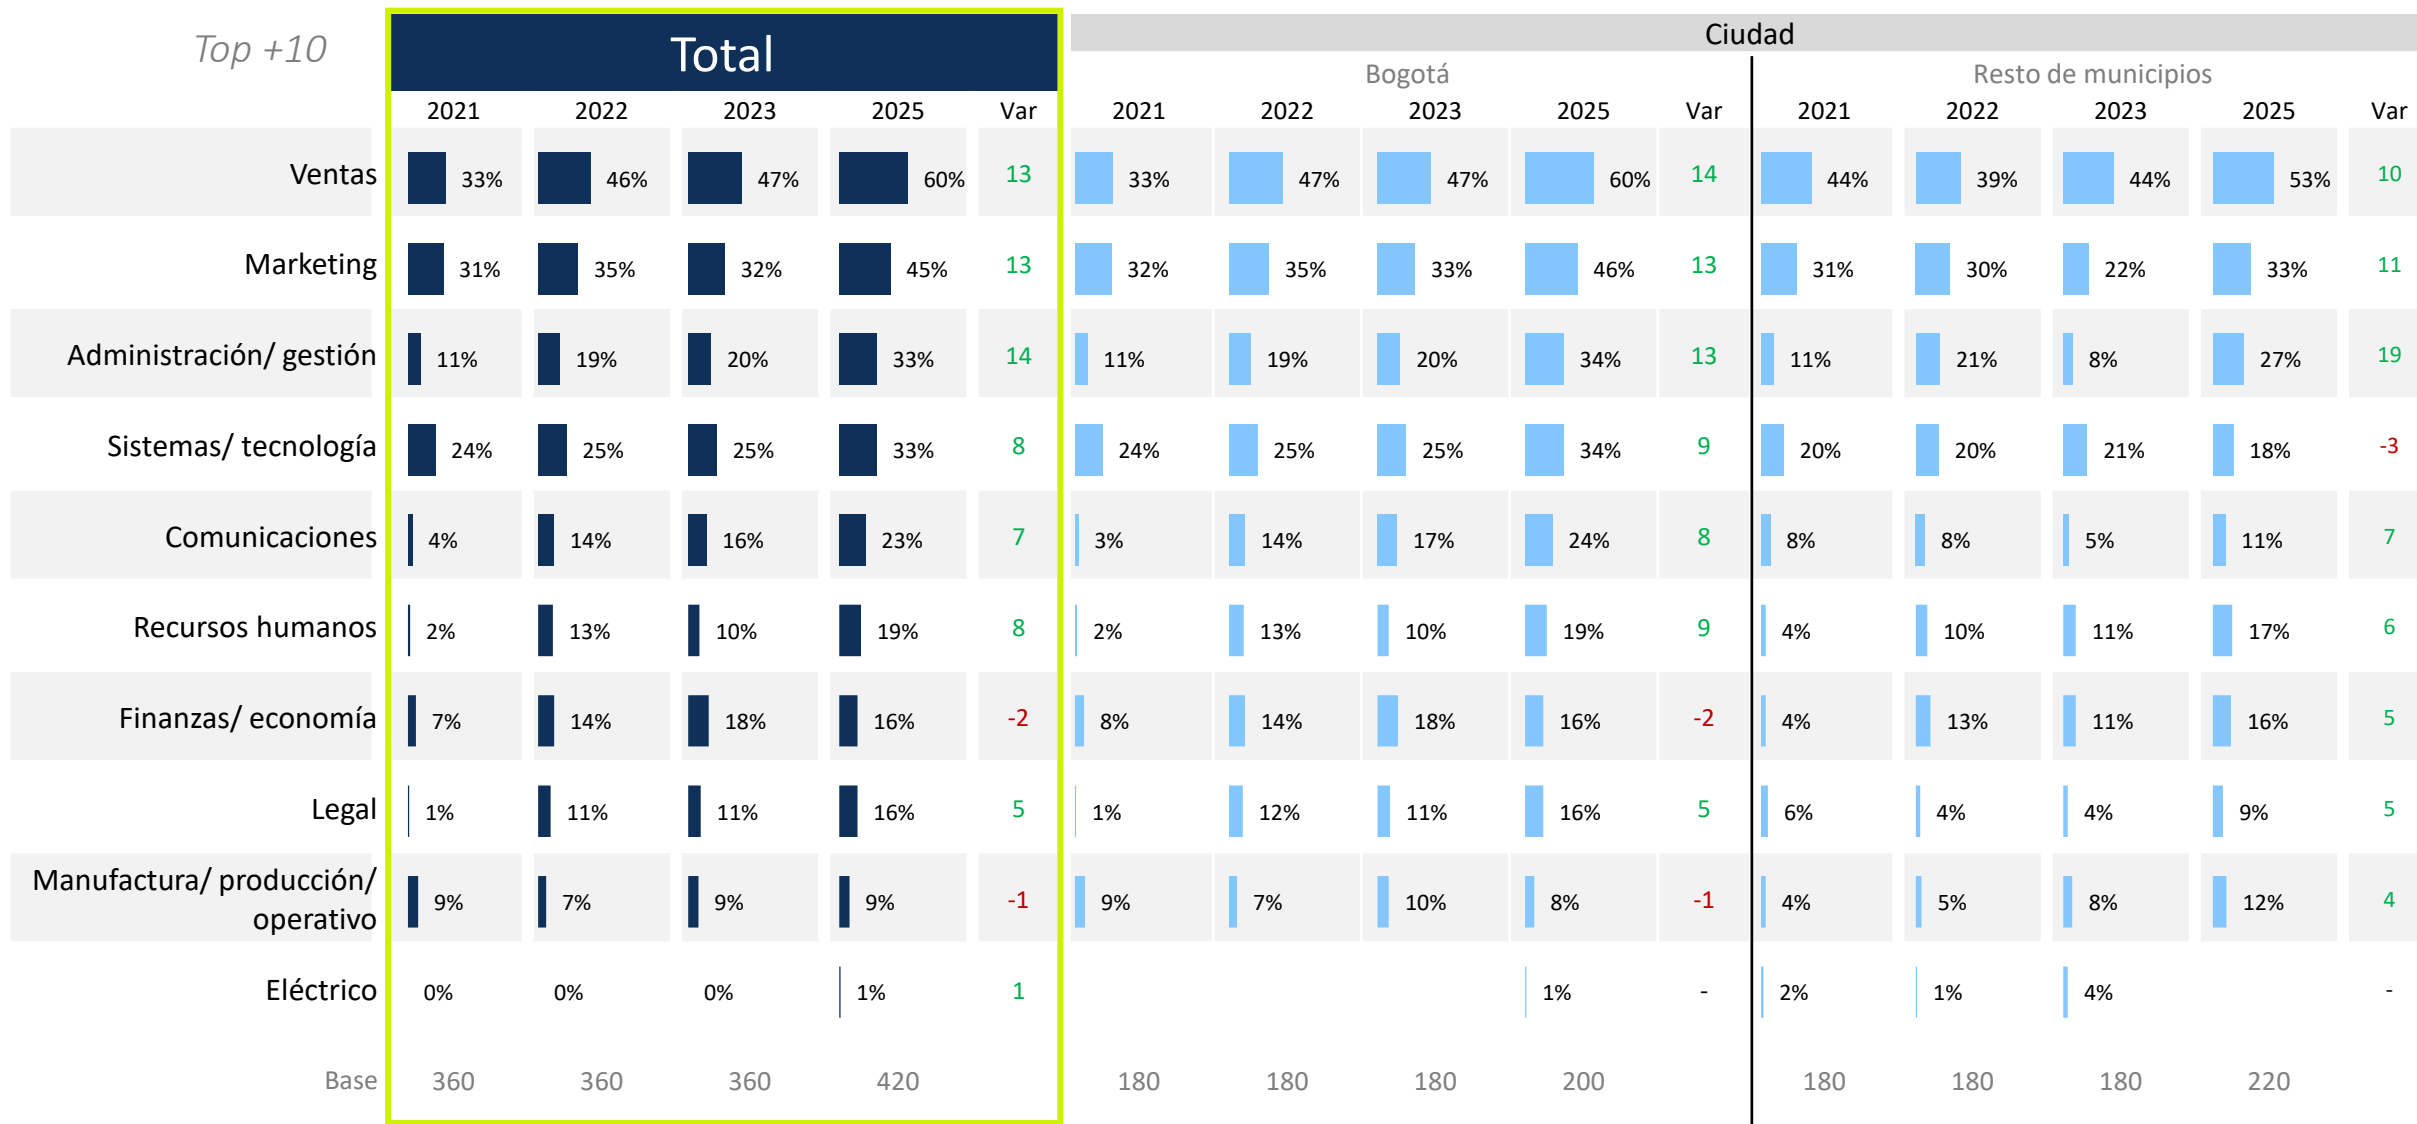 Top +10
Total
Ciudad
Bogotá Resto de municipios
2021 2022 2023 2025 Var 2021 2022 2023 2025 Var 2021 2022 2023 2025 Var
Ventas 33% 46% 47% 60% 13 33% 47% 47% 60% 14 44% 39% 44% 53% 10
Marketing 31% 35% 32% 45% 13 32% 35% 33% 46% 13 31% 30% 22% 33% 11
Administración/ gestión 11% 19% 20% 33% 14 11% 19% 20% 34% 13 11% 21% 8% 27% 19
Sistemas/ tecnología 24% 25% 25% 33% 8 24% 25% 25% 34% 9 20% 20% 21% 18% -3
Comunicaciones 4% 14% 16% 23% 7 3% 14% 17% 24% 8 8% 8% 5% 11% 7
Recursos humanos 2% 13% 10% 19% 8 2% 13% 10% 19% 9 4% 10% 11% 17% 6
Finanzas/ economía 7% 14% 18% 16% -2 8% 14% 18% 16% -2 4% 13% 11% 16% 5
Legal 1% 11% 11% 16% 5 1% 12% 11% 16% 5 6% 4% 4% 9% 5
Manufactura/ producción/
operativo 9% 7% 9% 9% -1 9% 7% 10% 8% -1 4% 5% 8% 12% 4
Eléctrico 0% 0% 0% 1% 1 1% - 2% 1% 4% -
Base 360 360 360 420 180 180 180 200 180 180 180 220